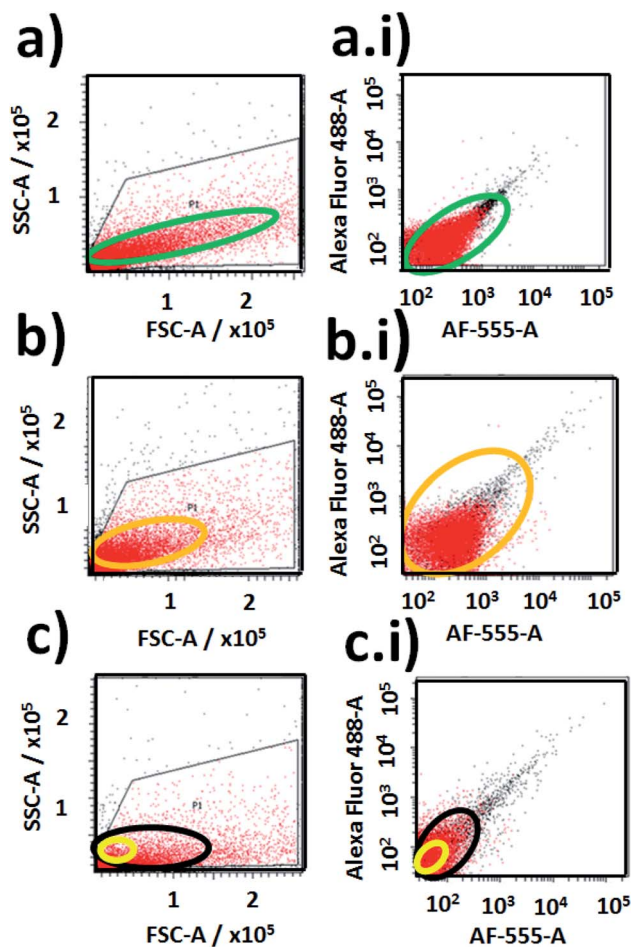 a)
SSC-A / x10⁵
2
1
P1
1 2
FSC-A / x10⁵
a.i)
Alexa Fluor 488-A
10⁵
10⁴
10³
10²
10² 10³ 10⁴ 10⁵
AF-555-A
b)
SSC-A / x10⁵
2
1
P1
1 2
FSC-A / x10⁵
b.i)
Alexa Fluor 488-A
10⁵
10⁴
10³
10²
10² 10³ 10⁴ 10⁵
AF-555-A
c)
SSC-A / x10⁵
2
1
P1
1 2
FSC-A / x10⁵
c.i)
Alexa Fluor 488-A
10⁵
10⁴
10³
10²
10² 10³ 10⁴ 10⁵
AF-555-A